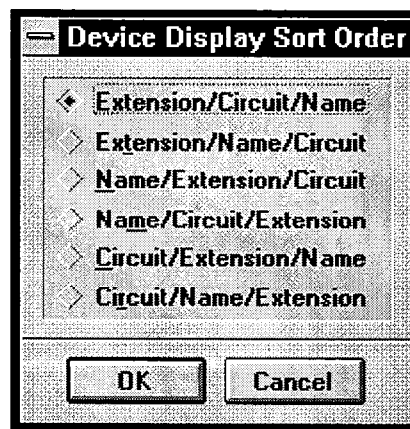 Device Display Sort Order
Extension/Circuit/Name
Extension/Name/Circuit
Name/Extension/Circuit
Name/Circuit/Extension
Circuit/Extension/Name
Circuit/Name/Extension
OK
Cancel